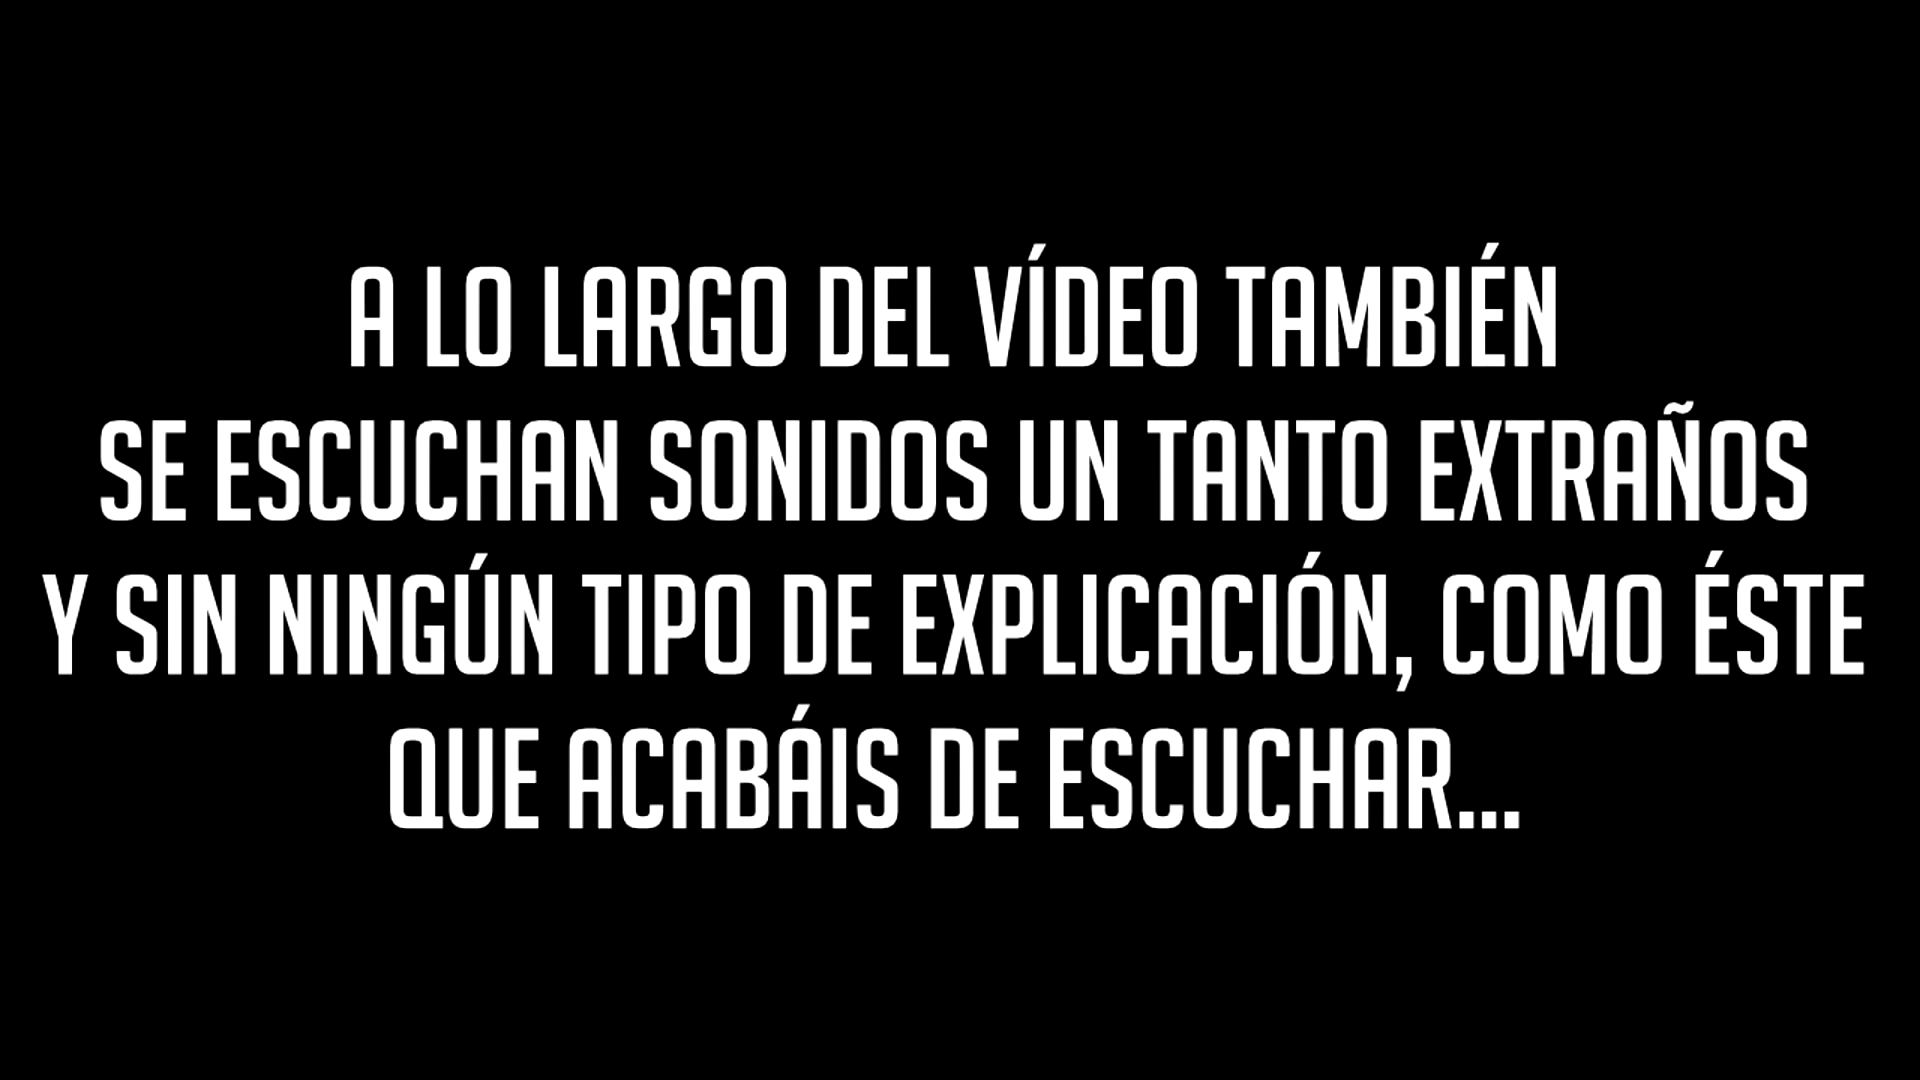 A LO LARGO DEL VÍDEO TAMBIÉN
SE ESCUCHAN SONIDOS UN TANTO EXTRAÑOS
Y SIN NINGÚN TIPO DE EXPLICACIÓN, COMO ÉSTE
QUE ACABÁIS DE ESCUCHAR...